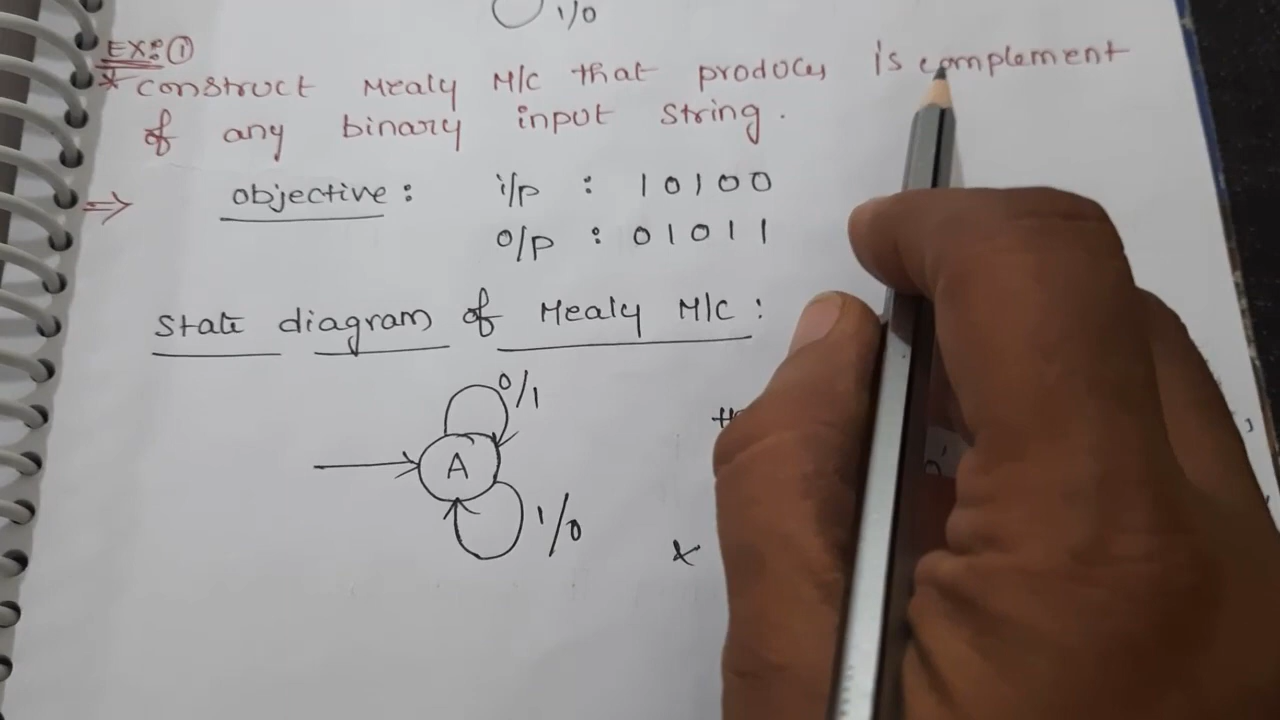 1/0
EX:①
* construct Mealy M/C that produces is complement
of any binary input string.
⇒ objective: i/p : 10100
o/p : 01011
State diagram of Mealy M/C:
0/1
A
1/0
*